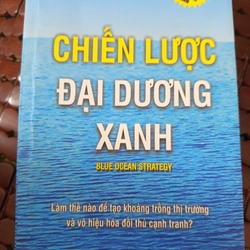 CHIẾN LƯỢC
ĐẠI DƯƠNG
XANH
BLUE OCEAN STRATEGY
Làm thế nào để tạo khoảng trống thị trường
và vô hiệu hóa đối thủ cạnh tranh?